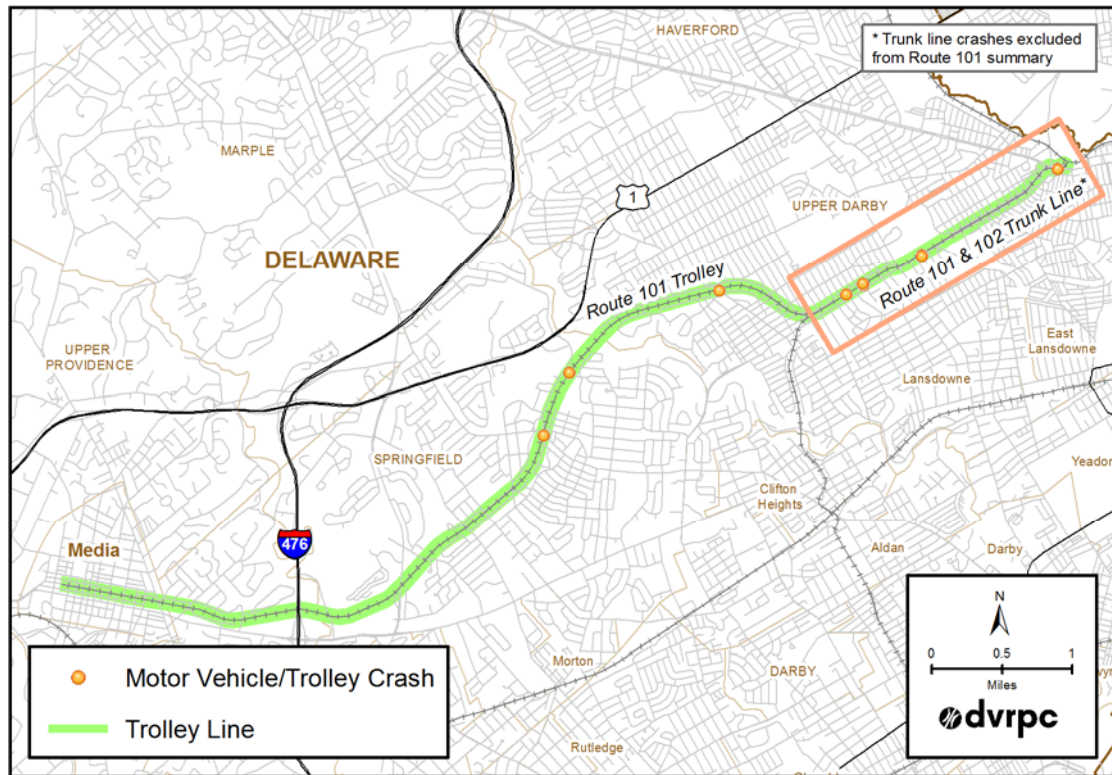 HAVERFORD
* Trunk line crashes excluded
from Route 101 summary
MARPLE
1
UPPER DARBY
DELAWARE
Route 101 & 102 Trunk Line*
Route 101 Trolley
UPPER
PROVIDENCE
East
Lansdowne
Lansdowne
SPRINGFIELD
Yeadon
Clifton
Heights
476
Media
Aldan
Darby
N
0 0.5 1
Miles
dvrpc
Morton
DARBY
Motor Vehicle/Trolley Crash
Trolley Line
Rutledge